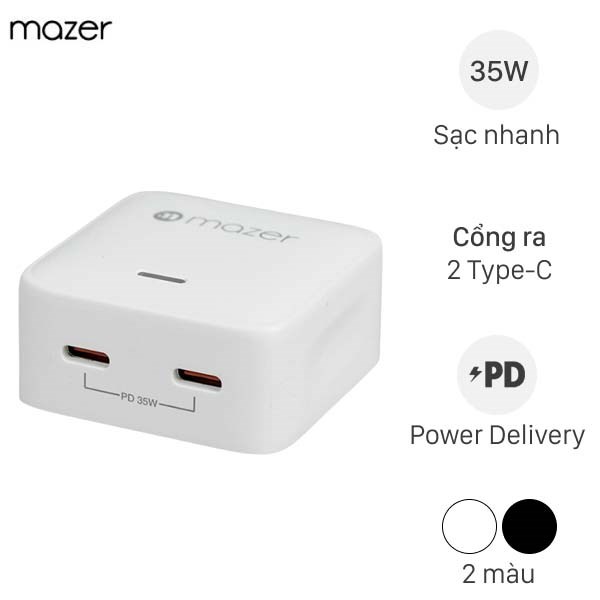 mazer
35W
Sạc nhanh
mazer
Cổng ra
2 Type-C
PD 35W
PD
Power Delivery
2 màu